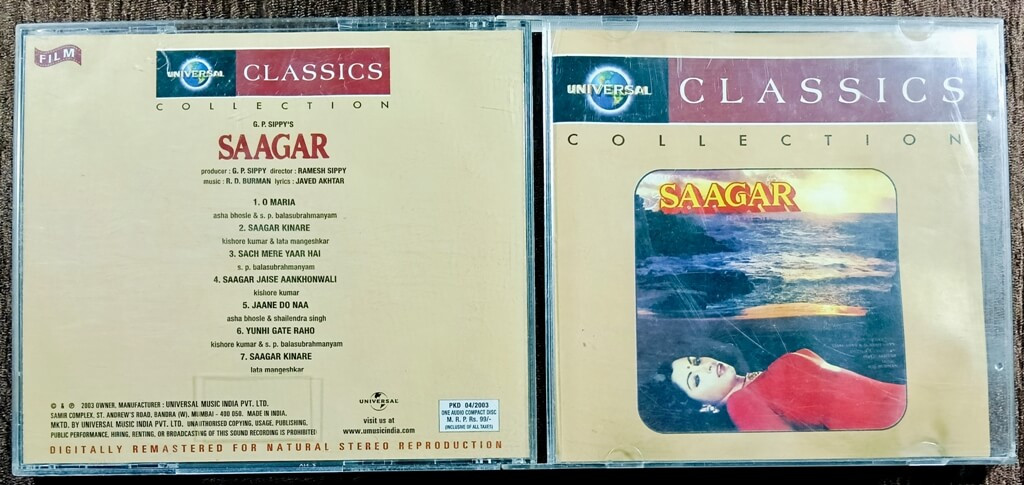 FILM
UNIVERSAL CLASSICS
COLLECTION
G. P. SIPPY'S
SAAGAR
producer : G. P. SIPPY director : RAMESH SIPPY
music : R. D. BURMAN lyrics : JAVED AKHTAR
1. O MARIA
asha bhosle & s. p. balasubrahmanyam
2. SAAGAR KINARE
kishore kumar & lata mangeshkar
3. SACH MERE YAAR HAI
s. p. balasubrahmanyam
4. SAAGAR JAISE AANKHONWALI
kishore kumar
5. JAANE DO NAA
asha bhosle & shailendra singh
6. YUNHI GATE RAHO
kishore kumar & s. p. balasubrahmanyam
7. SAAGAR KINARE
lata mangeshkar
© & ℗ 2003 OWNER, MANUFACTURER : UNIVERSAL MUSIC INDIA PVT. LTD.
SAMIR COMPLEX, ST. ANDREW'S ROAD, BANDRA (W), MUMBAI - 400 050. MADE IN INDIA.
MKTD. BY UNIVERSAL MUSIC INDIA PVT. LTD. UNAUTHORISED COPYING, USAGE, PUBLISHING,
PUBLIC PERFORMANCE, HIRING, RENTING, OR BROADCASTING OF THIS SOUND RECORDING IS PROHIBITED
UNIVERSAL
visit us at
www.umusicindia.com
PKD 04/2003
ONE AUDIO COMPACT DISC
M. R. P. Rs. 99/-
(INCLUSIVE OF ALL TAXES)
DIGITALLY REMASTERED FOR NATURAL STEREO REPRODUCTION
UNIVERSAL CLASSICS
COLLECTION
SAAGAR